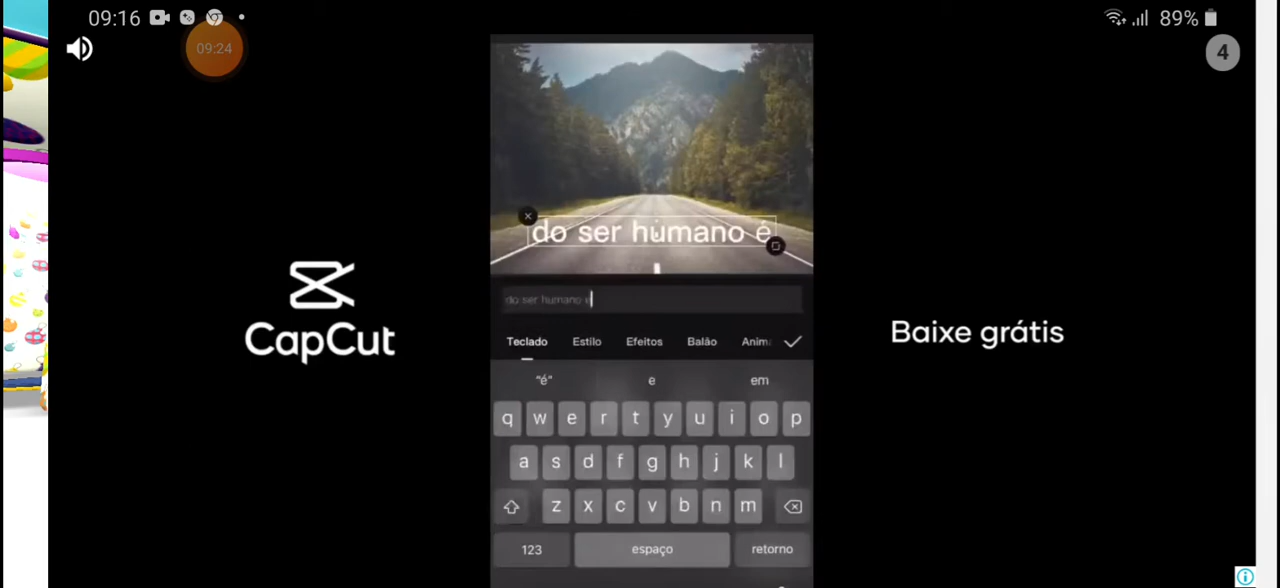 09:16
89%
09:24
4
do ser humano é
do ser humano é
CapCut
Baixe grátis
Teclado Estilo Efeitos Balão Anim
"é" e em
q w e r t y u i o p
a s d f g h j k l
z x c v b n m
123 espaço retorno